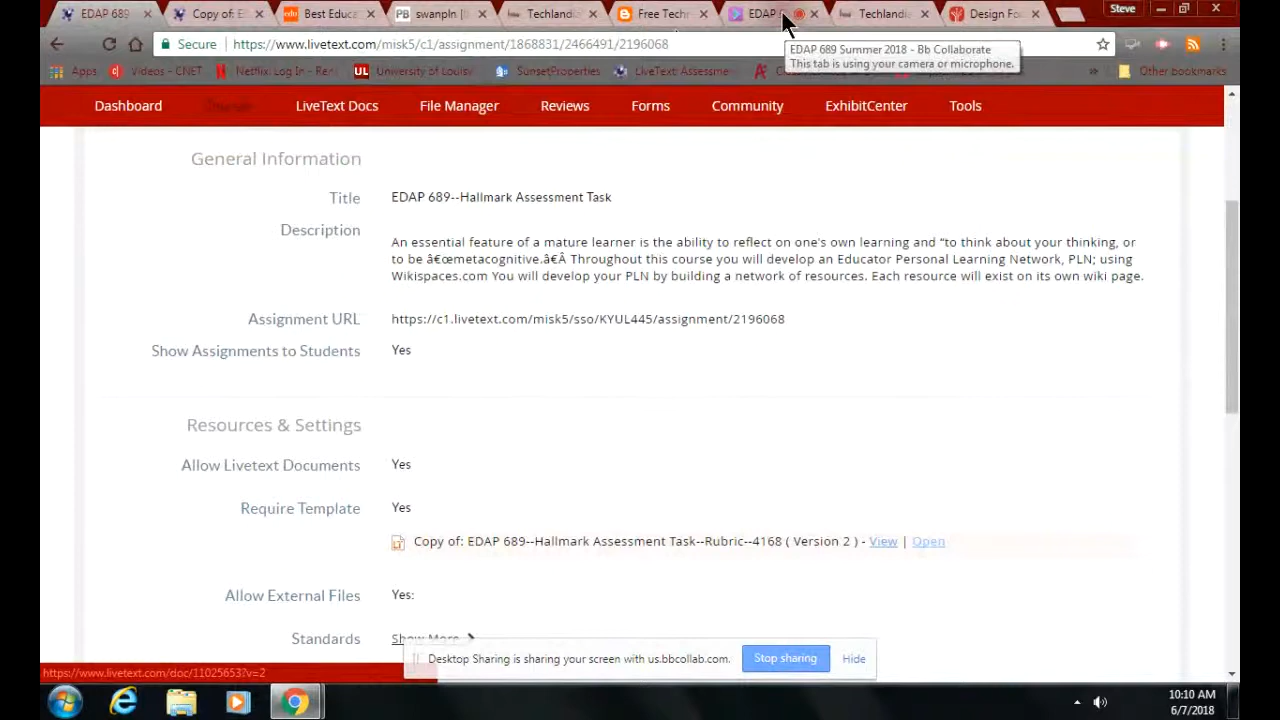 EDAP 689
Copy of: E
Best Educa
swanpln |
Techlandi
Free Techn
EDAP
Techlandi
Design Fo
Steve
Secure
https://www.livetext.com/misk5/c1/assignment/1868831/2466491/2196068
EDAP 689 Summer 2018 - Bb Collaborate
This tab is using your camera or microphone.
Apps
Videos - CNET
Netflix: Log In - Ren
University of Louisv
SunsetProperties
LiveText: Assessme
»
Other bookmarks
Dashboard
LiveText Docs
File Manager
Reviews
Forms
Community
ExhibitCenter
Tools
General Information
Title
EDAP 689--Hallmark Assessment Task
Description
An essential feature of a mature learner is the ability to reflect on one's own learning and “to think about your thinking, or
to be â€œmetacognitive.â€Â Throughout this course you will develop an Educator Personal Learning Network, PLN; using
Wikispaces.com You will develop your PLN by building a network of resources. Each resource will exist on its own wiki page.
Assignment URL
https://c1.livetext.com/misk5/sso/KYUL445/assignment/2196068
Show Assignments to Students
Yes
Resources & Settings
Allow Livetext Documents
Yes
Require Template
Yes
Copy of: EDAP 689--Hallmark Assessment Task--Rubric--4168 ( Version 2 ) - View | Open
Allow External Files
Yes:
Standards
Show More
Desktop Sharing is sharing your screen with us.bbcollab.com.
Stop sharing
Hide
https://www.livetext.com/doc/11025653?v=2
10:10 AM
6/7/2018